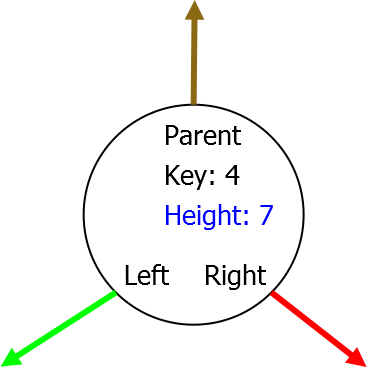 Parent
Key: 4
Height: 7
Left Right